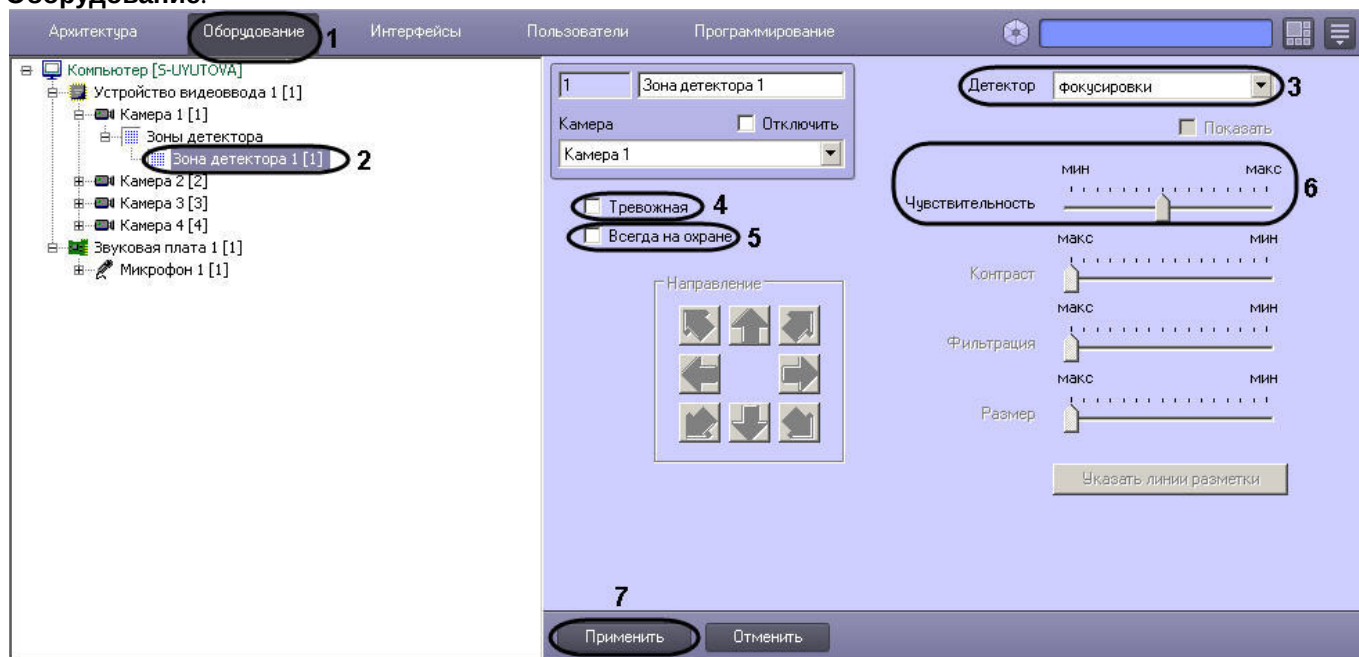 Оборудование.
Архитектура Оборудование 1 Интерфейсы Пользователи Программирование
Компьютер [S-UYUTOVA]
Устройство видеоввода 1 [1]
Камера 1 [1]
Зоны детектора
Зона детектора 1 [1] 2
Камера 2 [2]
Камера 3 [3]
Камера 4 [4]
Звуковая плата 1 [1]
Микрофон 1 [1]
1 Зона детектора 1
Камера Отключить
Камера 1
Тревожная 4
Всегда на охране 5
Направление
Детектор фокусировки 3
Показать
мин макс
Чувствительность 6
макс мин
Контраст
макс мин
Фильтрация
макс мин
Размер
Указать линии разметки
7
Применить Отменить